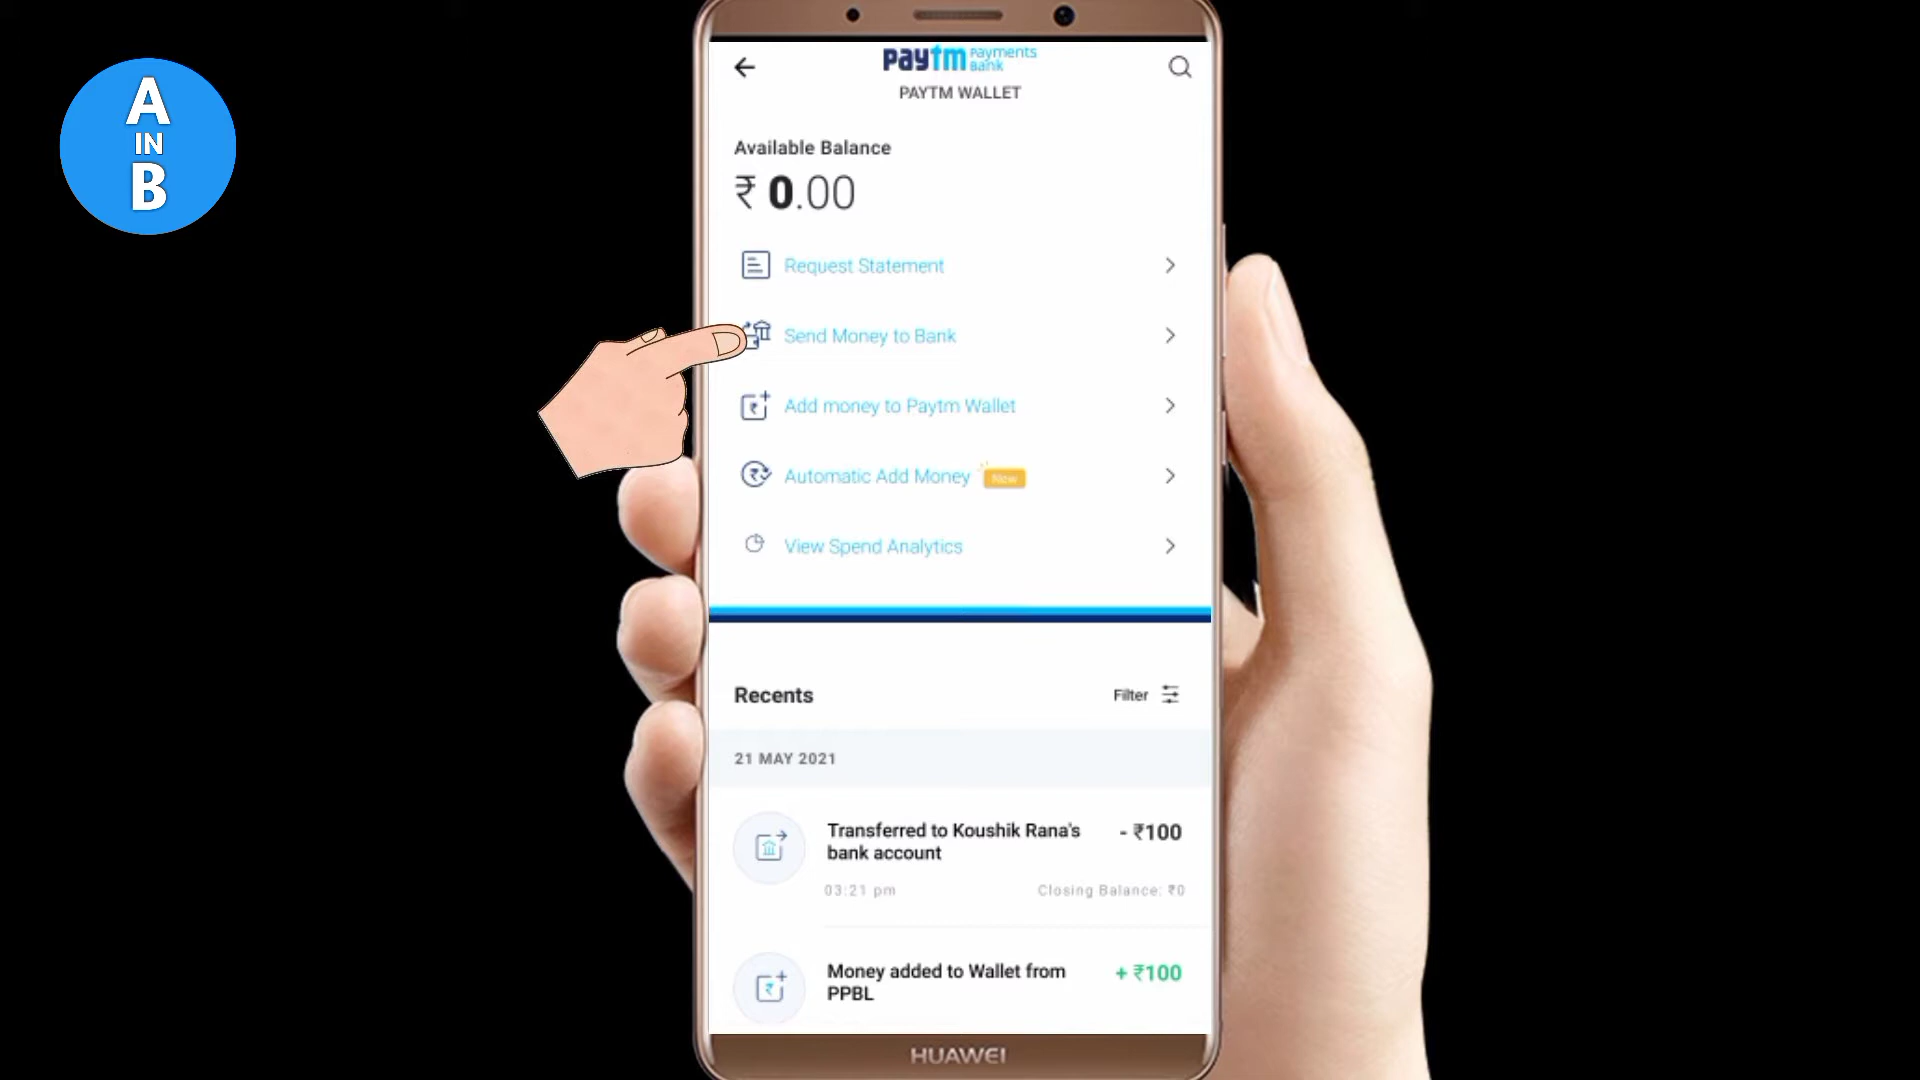 A
IN
B
paytm Payments Bank
PAYTM WALLET
Available Balance
₹ 0.00
Request Statement
Send Money to Bank
Add money to Paytm Wallet
Automatic Add Money New
View Spend Analytics
Recents Filter
21 MAY 2021
Transferred to Koushik Rana's - ₹100
bank account
03:21 pm Closing Balance: ₹0
Money added to Wallet from + ₹100
PPBL
HUAWEI